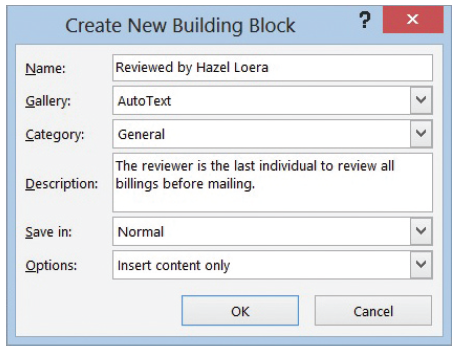 Create New Building Block ? ×
Name: Reviewed by Hazel Loera
Gallery: AutoText
Category: General
Description: The reviewer is the last individual to review all
billings before mailing.
Save in: Normal
Options: Insert content only
OK Cancel